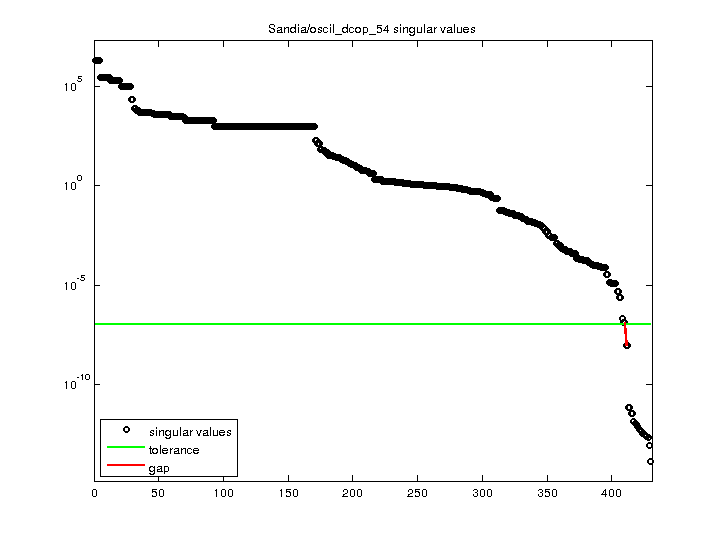 Sandia/oscil_dcop_54 singular values
10^5
10^0
10^-5
10^-10
singular values
tolerance
gap
0 50 100 150 200 250 300 350 400